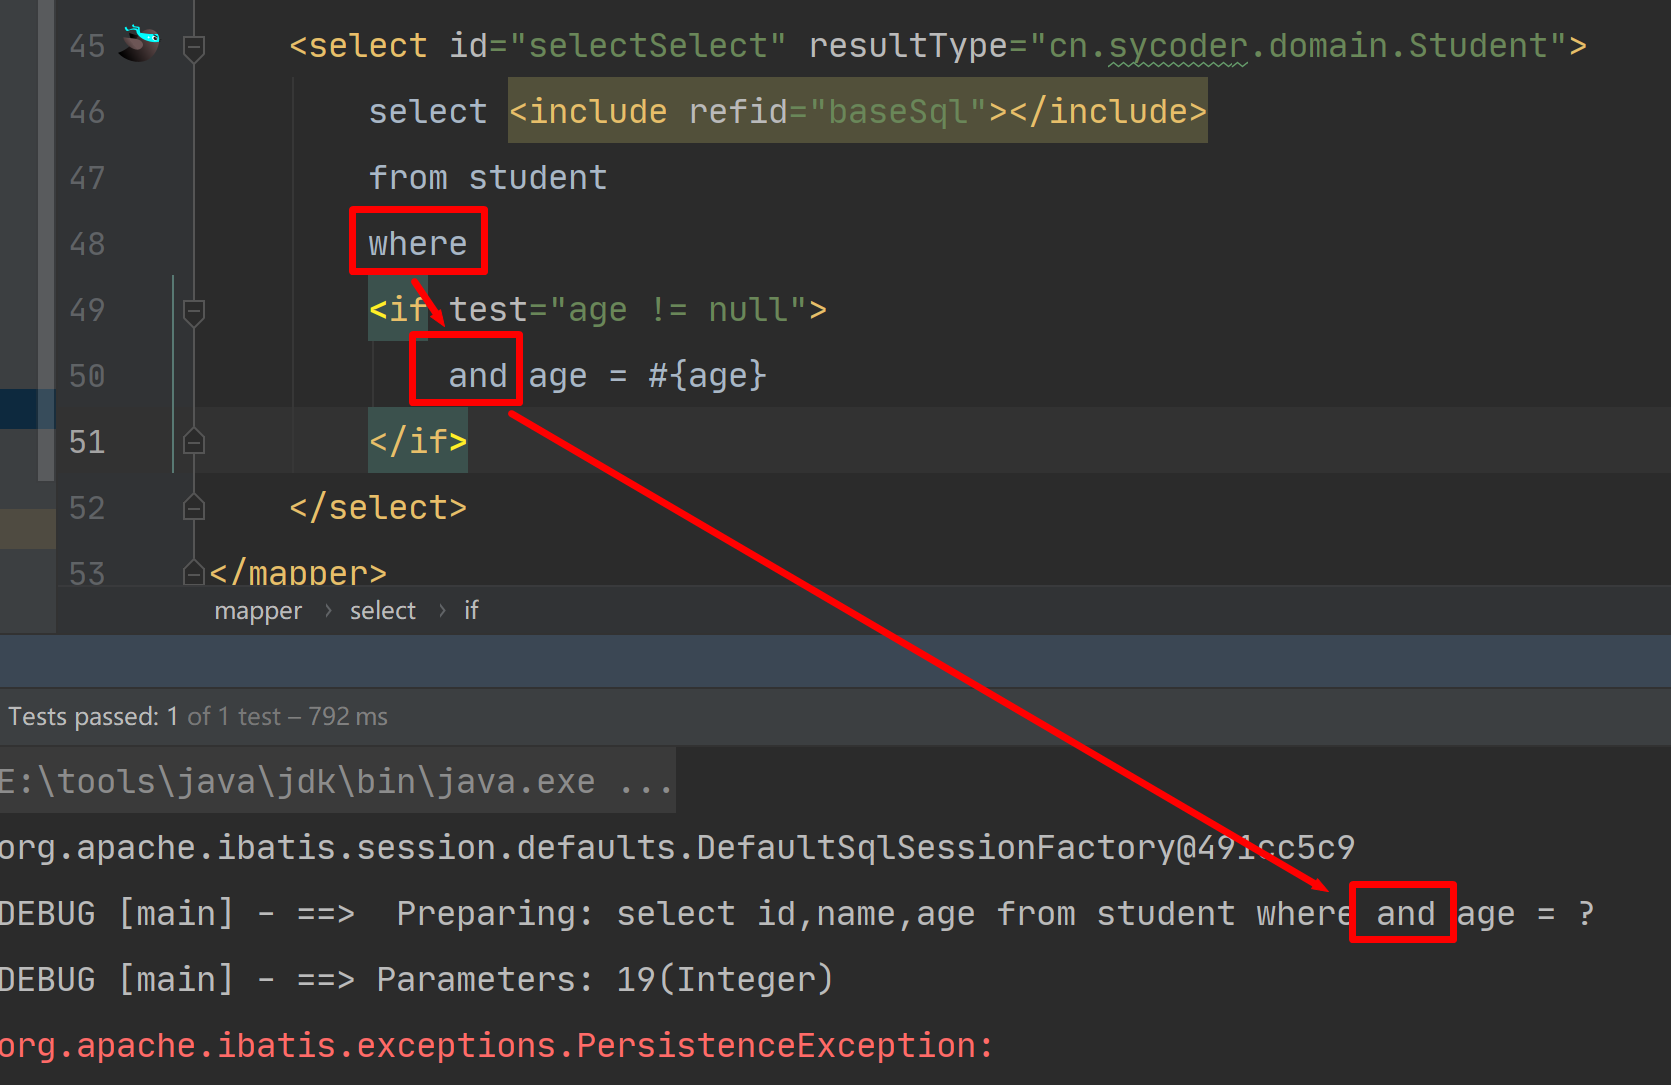 45 <select id="selectSelect" resultType="cn.sycoder.domain.Student">
46 select <include refid="baseSql"></include>
47 from student
48 where
49 <if test="age != null">
50 and age = #{age}
51 </if>
52 </select>
53 </mapper>
mapper › select › if
Tests passed: 1 of 1 test – 792 ms
E:\tools\java\jdk\bin\java.exe ...
org.apache.ibatis.session.defaults.DefaultSqlSessionFactory@491cc5c9
DEBUG [main] - ==>  Preparing: select id,name,age from student where and age = ?
DEBUG [main] - ==> Parameters: 19(Integer)
org.apache.ibatis.exceptions.PersistenceException: